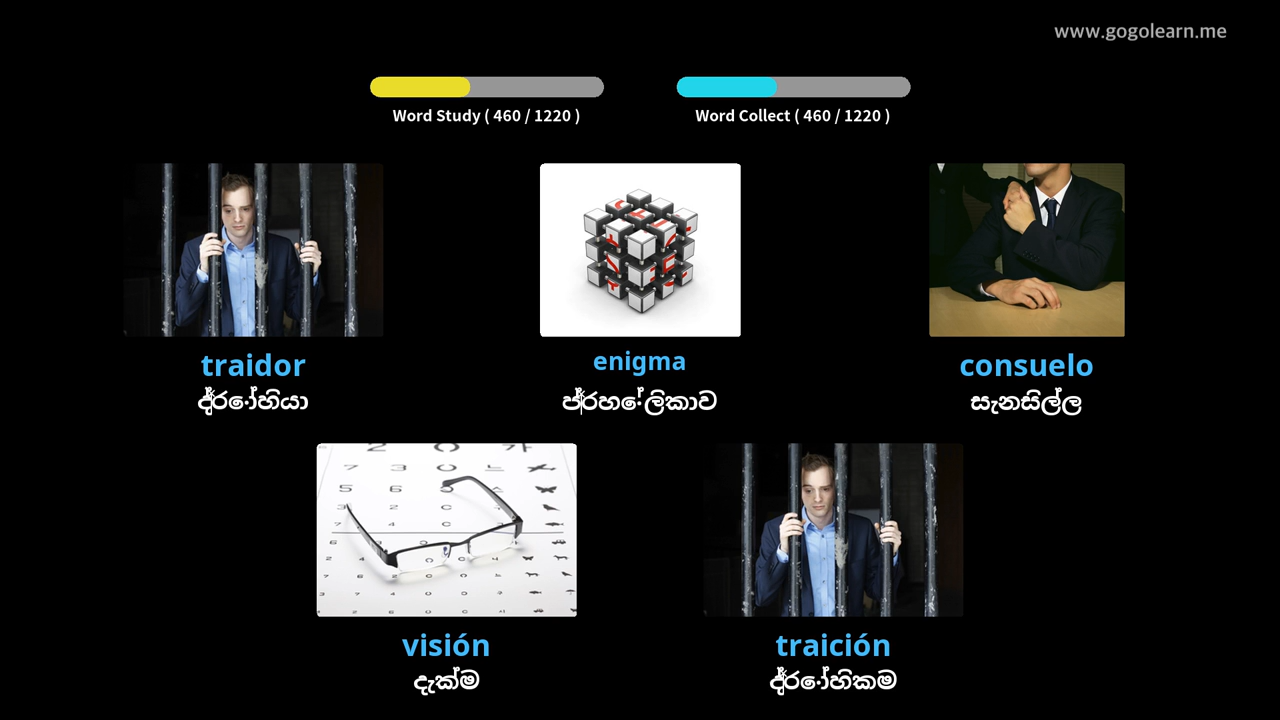 www.gogolearn.me
Word Study ( 460 / 1220 )
Word Collect ( 460 / 1220 )
traidor
ද්රෝහියා
enigma
ප්රහේලිකාව
consuelo
සැනසිල්ල
visión
දැක්ම
traición
ද්රෝහිකම